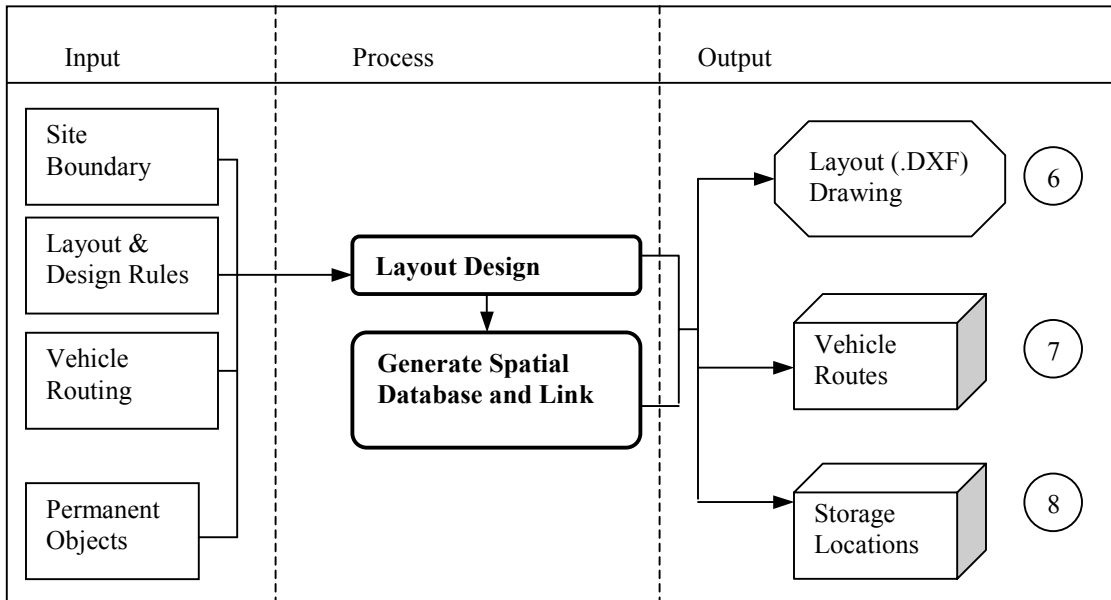 Input
Process
Output
Site
Boundary
Layout &
Design Rules
Vehicle
Routing
Permanent
Objects
Layout Design
Generate Spatial
Database and Link
Layout (.DXF)
Drawing
6
Vehicle
Routes
7
Storage
Locations
8